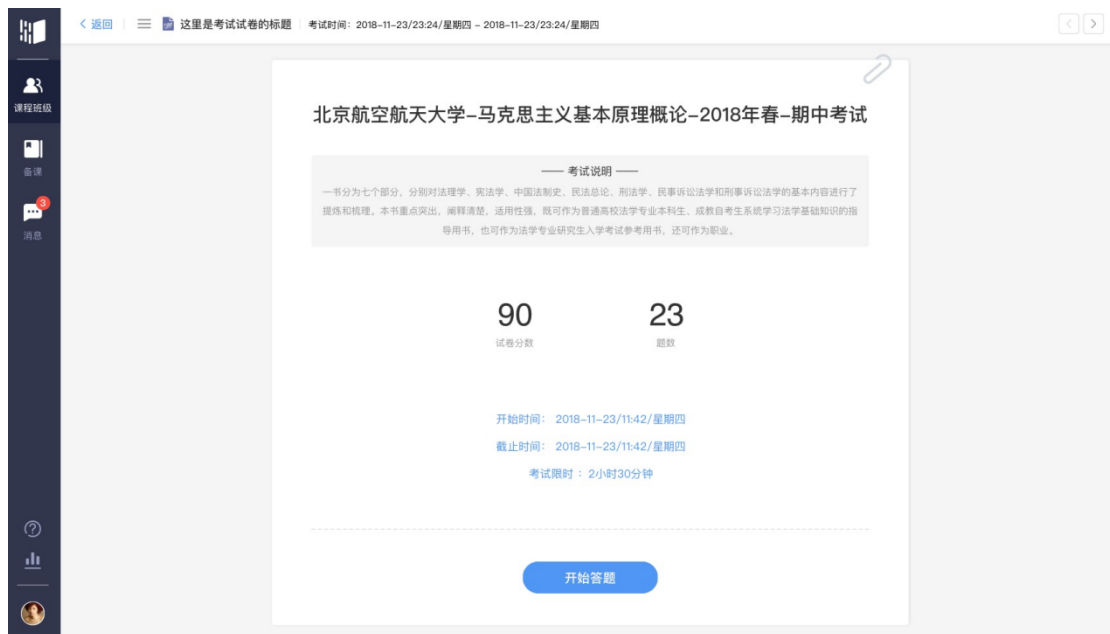 返回
这里是考试试卷的标题
考试时间：2018-11-23/23:24/星期四 - 2018-11-23/23:24/星期四
课程班级
备课
3
消息
北京航空航天大学-马克思主义基本原理概论-2018年春-期中考试
考试说明
一书分为七个部分，分别对法理学、宪法学、中国法制史、民法总论、刑法学、民事诉讼法学和刑事诉讼法学的基本内容进行了
提炼和梳理。本书重点突出，阐释清楚，适用性强，既可作为普通高校法学专业本科生、成教自考生系统学习法学基础知识的指
导用书，也可作为法学专业研究生入学考试参考用书，还可作为职业。
90
试卷分数
23
题数
开始时间： 2018-11-23/11:42/星期四
截止时间： 2018-11-23/11:42/星期四
考试限时 ：2小时30分钟
开始答题